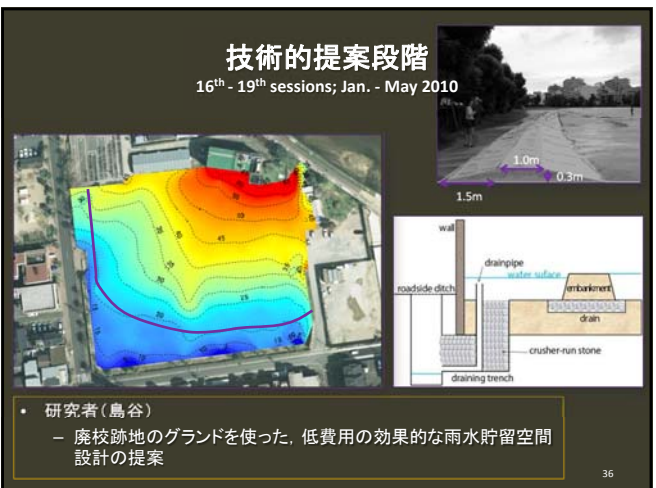 技術的提案段階
16th - 19th sessions; Jan. - May 2010
1.0m
0.3m
1.5m
wall
drainpipe
water suface
roadside ditch
embankment
drain
crusher-run stone
draining trench
• 研究者(島谷)
– 廃校跡地のグランドを使った，低費用の効果的な雨水貯留空間
設計の提案
36